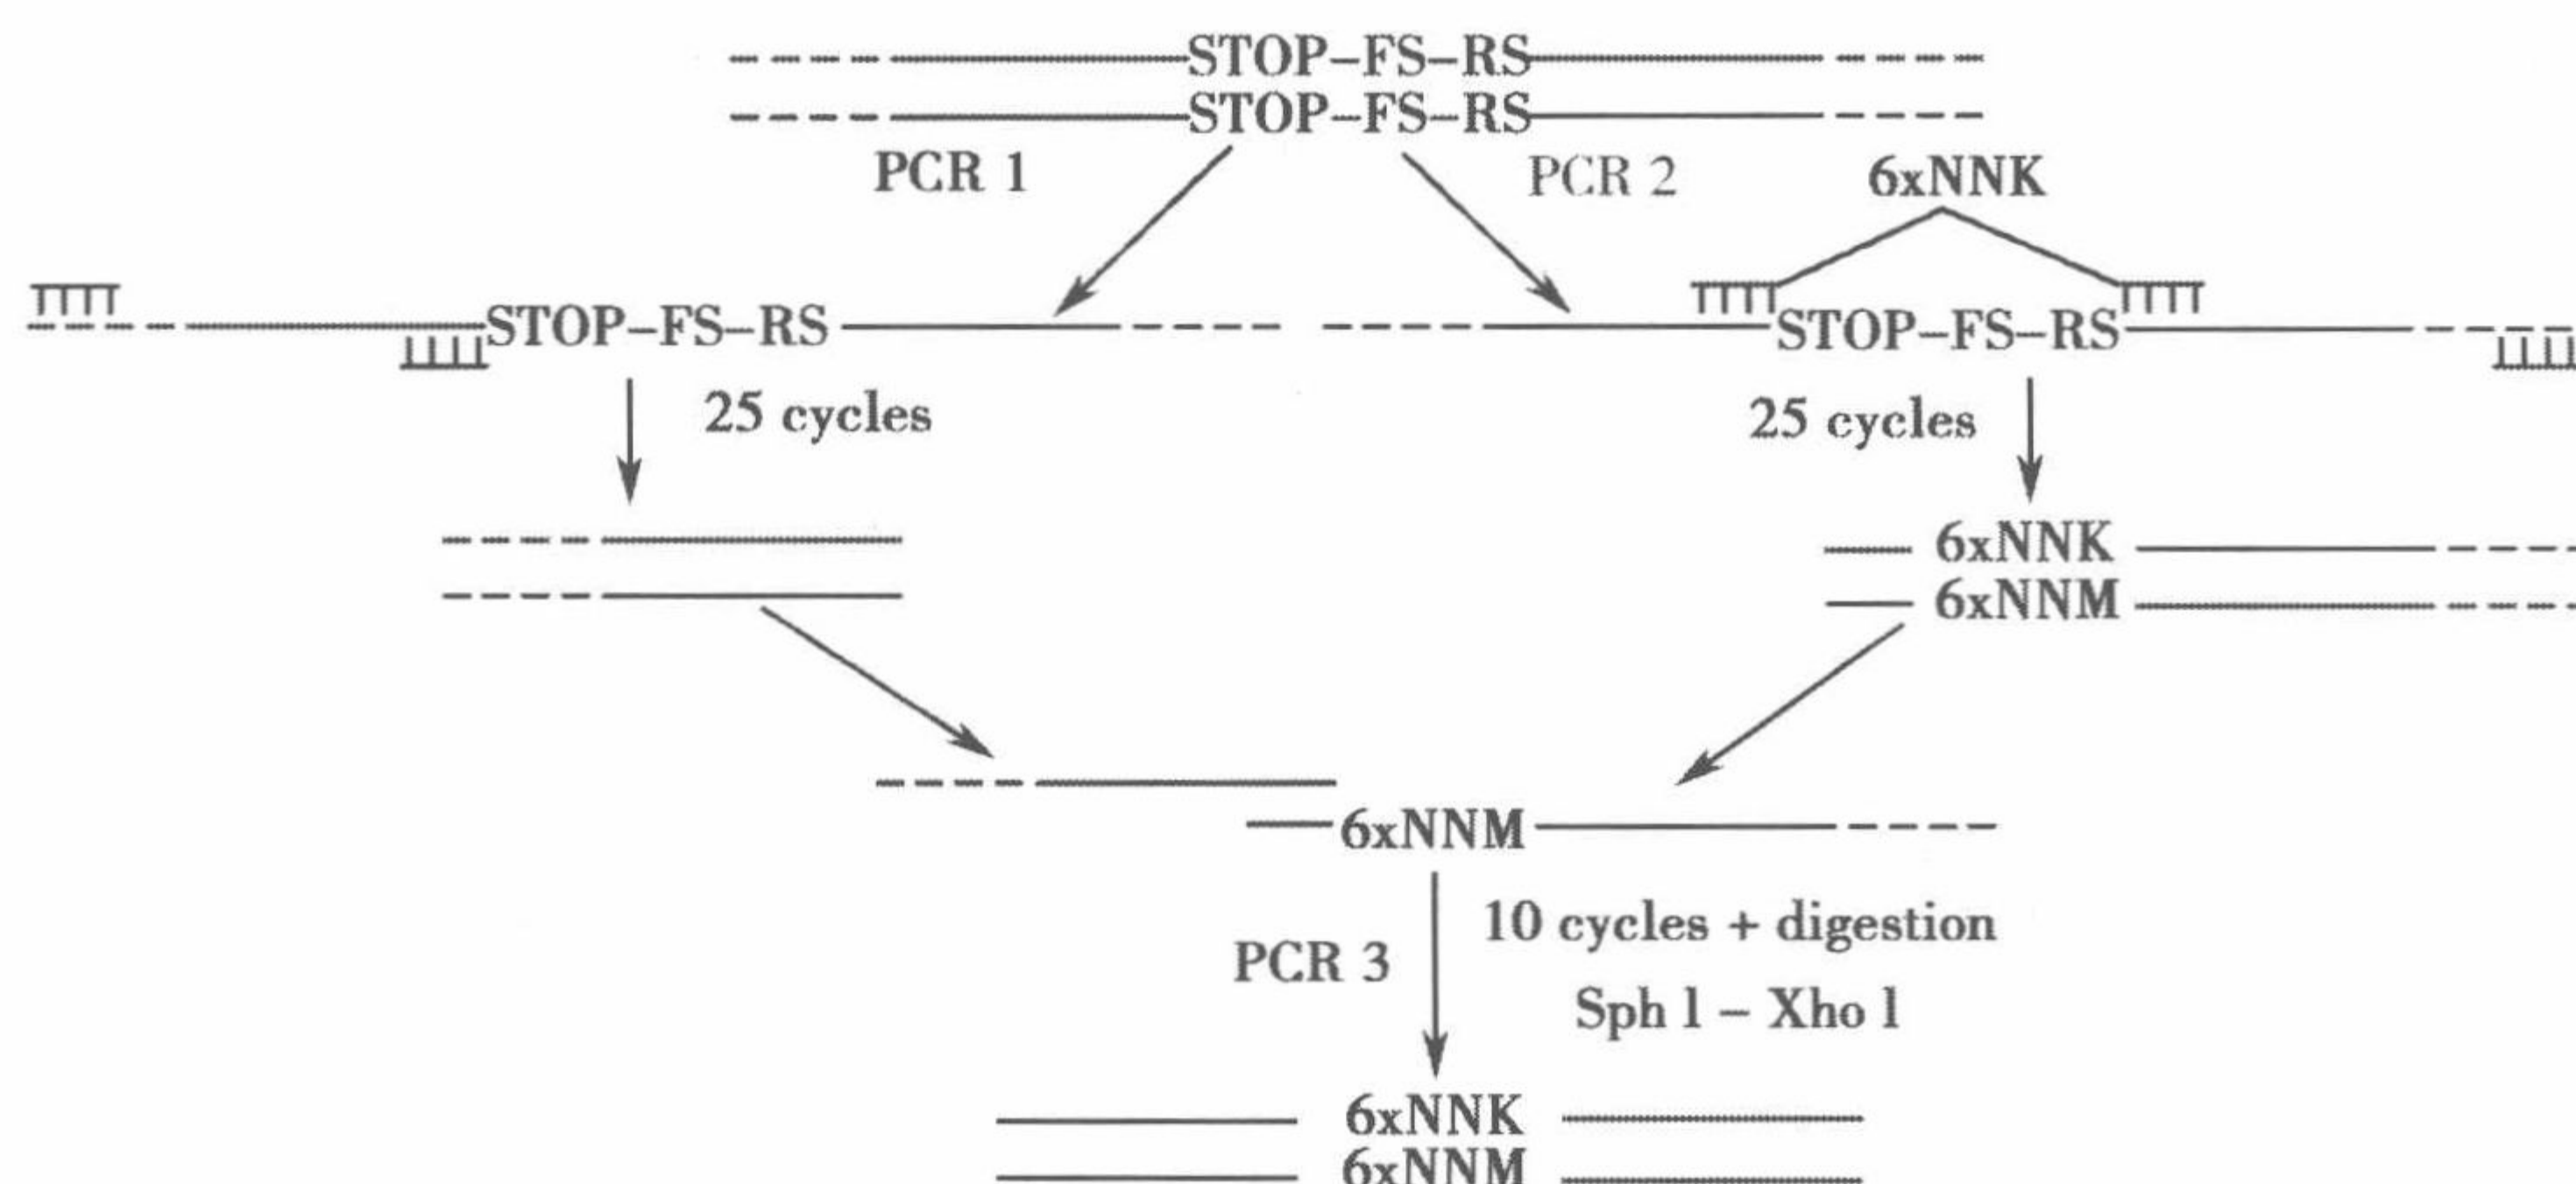 STOP–FS–RS
STOP–FS–RS
PCR 1
PCR 2
6xNNK
STOP–FS–RS
STOP–FS–RS
25 cycles
25 cycles
6xNNK
6xNNM
6xNNM
10 cycles + digestion
PCR 3
Sph l – Xho l
6xNNK
6xNNM